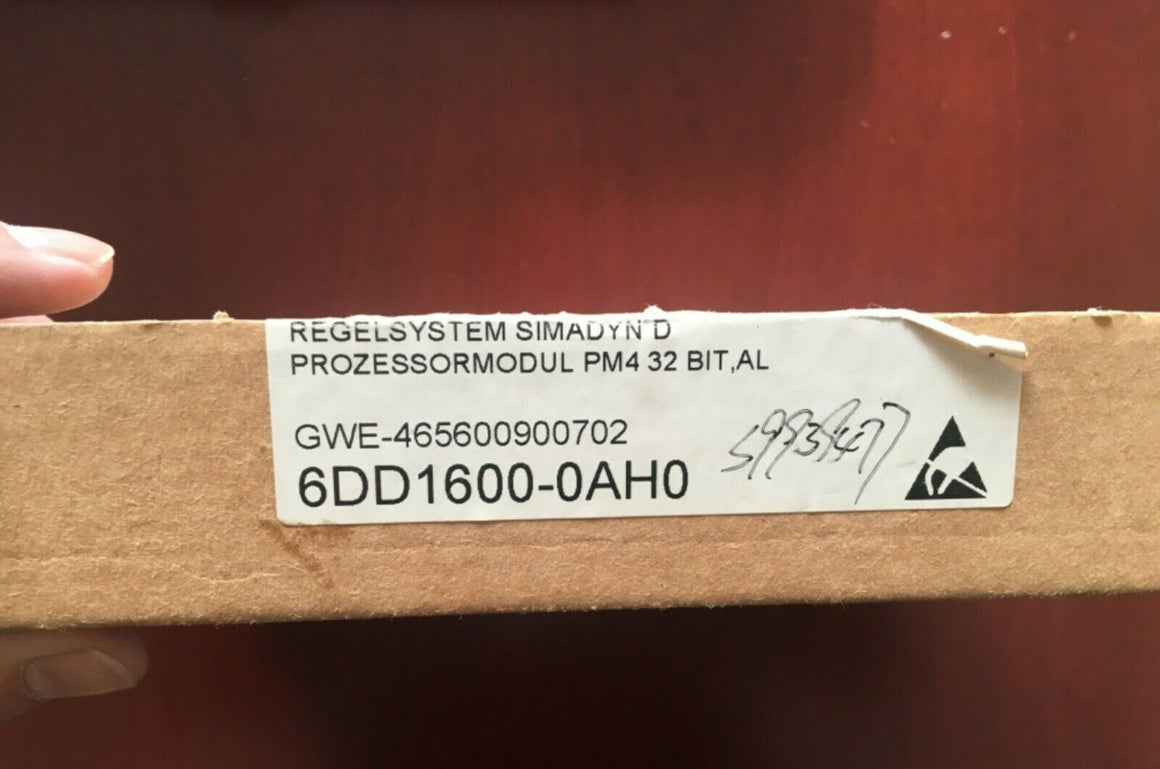 REGELSYSTEM SIMADYN D
PROZESSORMODUL PM4 32 BIT,AL
GWE-465600900702
6DD1600-0AH0